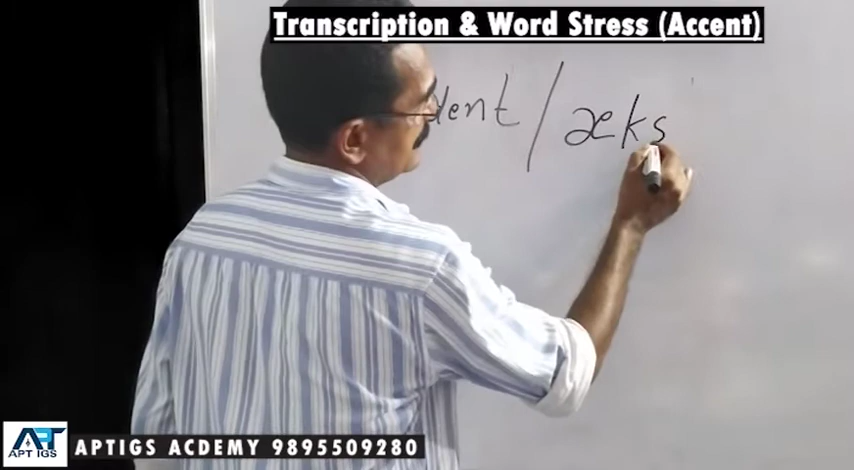 Transcription & Word Stress (Accent)
dent / æks
APT IGS
APTIGS ACDEMY 9895509280